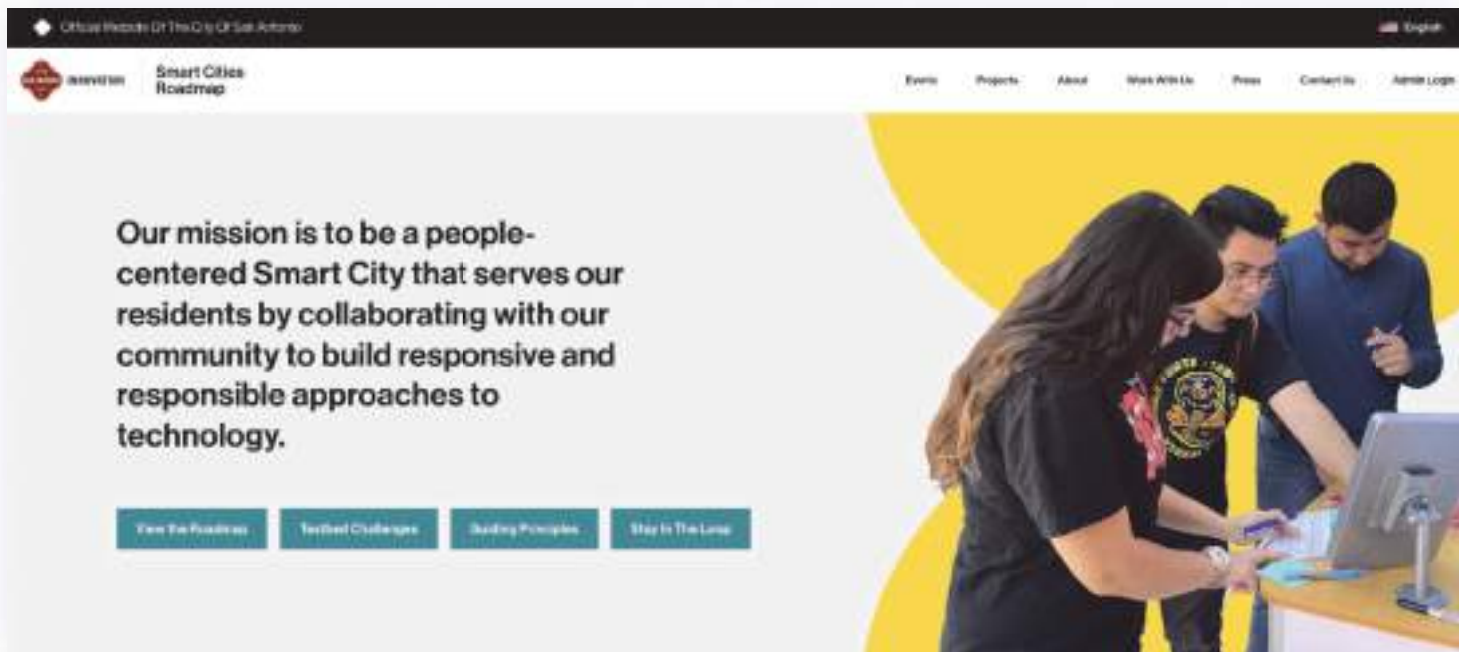 Official Website Of The City Of San Antonio
English
INNOVATION
Smart Cities
Roadmap
Events Projects About Work With Us Press Contact Us Admin Login
Our mission is to be a people-
centered Smart City that serves our
residents by collaborating with our
community to build responsive and
responsible approaches to
technology.
View the Roadmap Testbed Challenges Guiding Principles Stay In The Loop